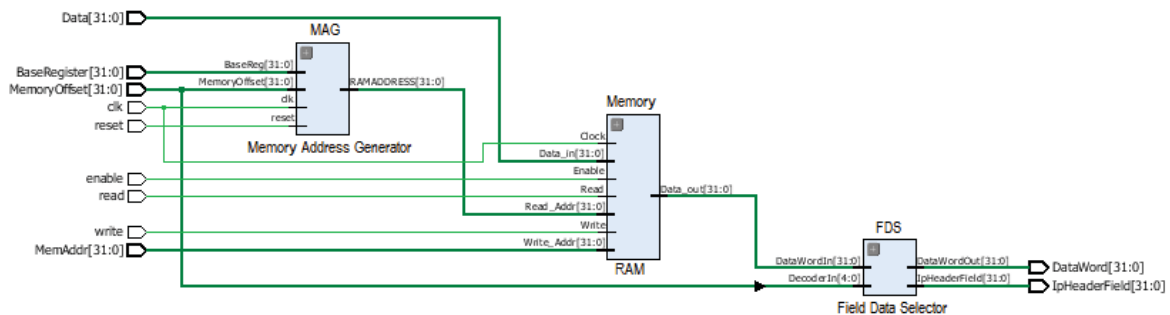 Data[31:0]
MAG
BaseRegister[31:0]
BaseReg[31:0]
MemoryOffset[31:0]
MemoryOffset[31:0]
RAMADDRESS[31:0]
clk
clk
reset
reset
Memory Address Generator
Memory
Clock
Data_in[31:0]
enable
Enable
read
Read
Data_out[31:0]
Read_Addr[31:0]
write
Write
MemAddr[31:0]
Write_Addr[31:0]
RAM
FDS
DataWordIn[31:0]
DataWordOut[31:0]
DataWord[31:0]
DecoderIn[4:0]
IpHeaderField[31:0]
IpHeaderField[31:0]
Field Data Selector